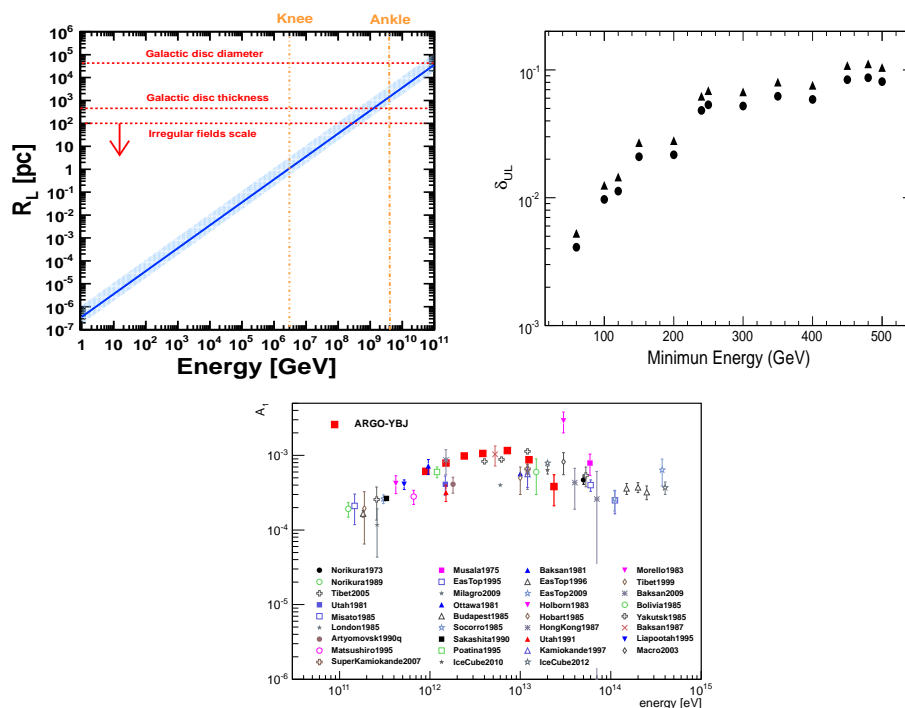 Knee Ankle
10^6
10^5
10^4
10^3
10^2
10
1
10^-1
10^-2
10^-3
10^-4
10^-5
10^-6
10^-7
R_L [pc]
Galactic disc diameter
Galactic disc thickness
Irregular fields scale
1 10 10^2 10^3 10^4 10^5 10^6 10^7 10^8 10^9 10^10 10^11
Energy [GeV]
δ_UL
10^-1
10^-2
10^-3
100 200 300 400 500
Minimun Energy (GeV)
A_1
10^-2
10^-3
10^-4
10^-5
10^-6
ARGO-YBJ
Norikura1973 Musala1975 Baksan1981 Morello1983
Norikura1989 EasTop1995 EasTop1996 Tibet1999
Tibet2005 Milagro2009 EasTop2009 Baksan2009
Utah1981 Ottawa1981 Holborn1983 Bolivia1985
Misato1985 Budapest1985 Hobart1985 Yakutsk1985
London1985 Socorro1985 HongKong1987 Baksan1987
Artyomovsk1990q Sakashita1990 Utah1991 Liapootah1995
Matsushiro1995 Poatina1995 Kamiokande1997 Macro2003
SuperKamiokande2007 IceCube2010 IceCube2012
10^11 10^12 10^13 10^14 10^15
energy [eV]